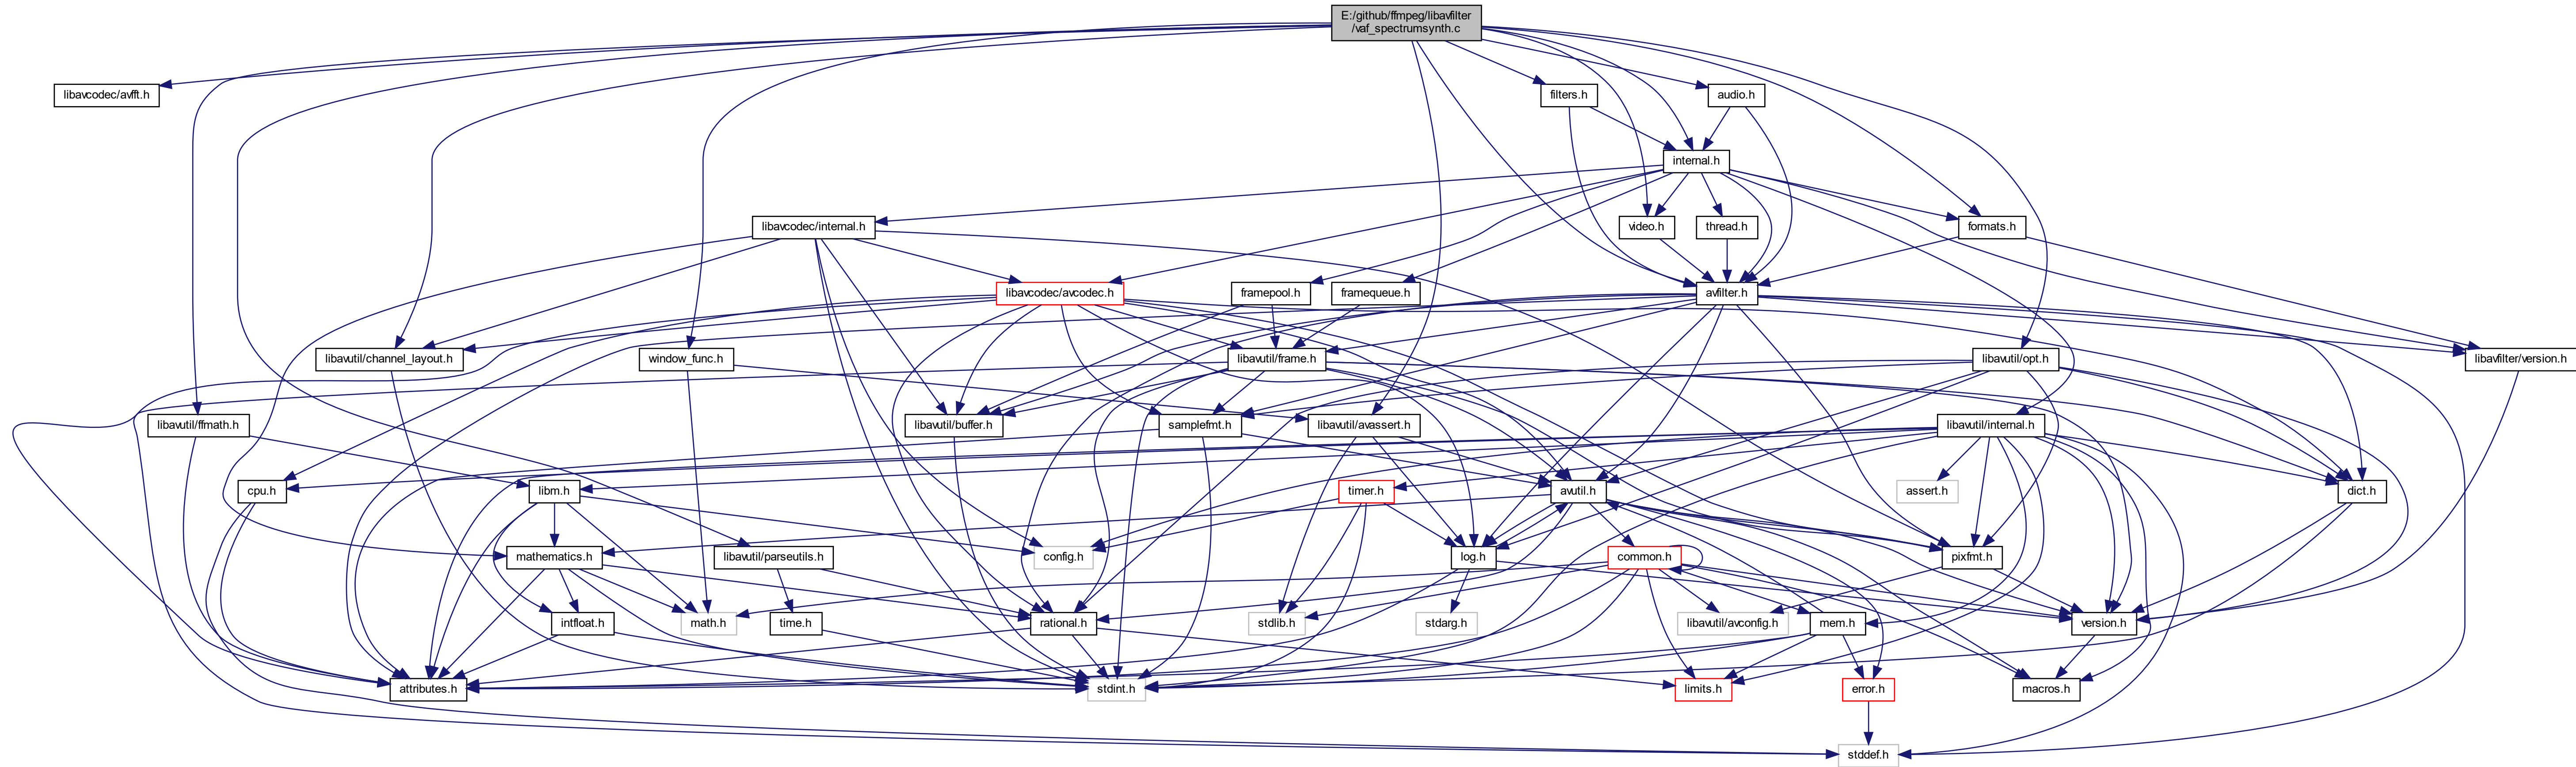 E:/github/ffmpeg/libavfilter
/vaf_spectrumsynth.c
libavcodec/avfft.h
filters.h
audio.h
internal.h
libavcodec/internal.h
video.h
thread.h
formats.h
libavcodec/avcodec.h
framepool.h
framequeue.h
avfilter.h
libavutil/channel_layout.h
window_func.h
libavutil/frame.h
libavutil/opt.h
libavfilter/version.h
libavutil/ffmath.h
libavutil/buffer.h
samplefmt.h
libavutil/avassert.h
libavutil/internal.h
cpu.h
libm.h
timer.h
avutil.h
assert.h
dict.h
mathematics.h
libavutil/parseutils.h
config.h
log.h
common.h
pixfmt.h
intfloat.h
math.h
time.h
rational.h
stdlib.h
stdarg.h
libavutil/avconfig.h
mem.h
version.h
attributes.h
stdint.h
limits.h
error.h
macros.h
stddef.h